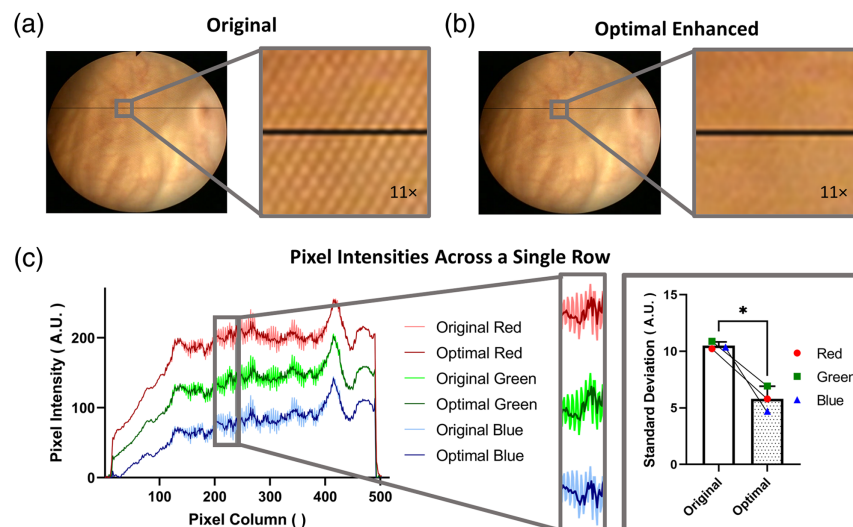 (a)
Original
11×
(b)
Optimal Enhanced
11×
(c)
Pixel Intensities Across a Single Row
Pixel Intensity ( A.U. )
200
100
0
100
200
300
400
500
Pixel Column ( )
Original Red
Optimal Red
Original Green
Optimal Green
Original Blue
Optimal Blue
Standard Deviation ( A.U. )
15
10
5
0
*
Original
Optimal
Red
Green
Blue